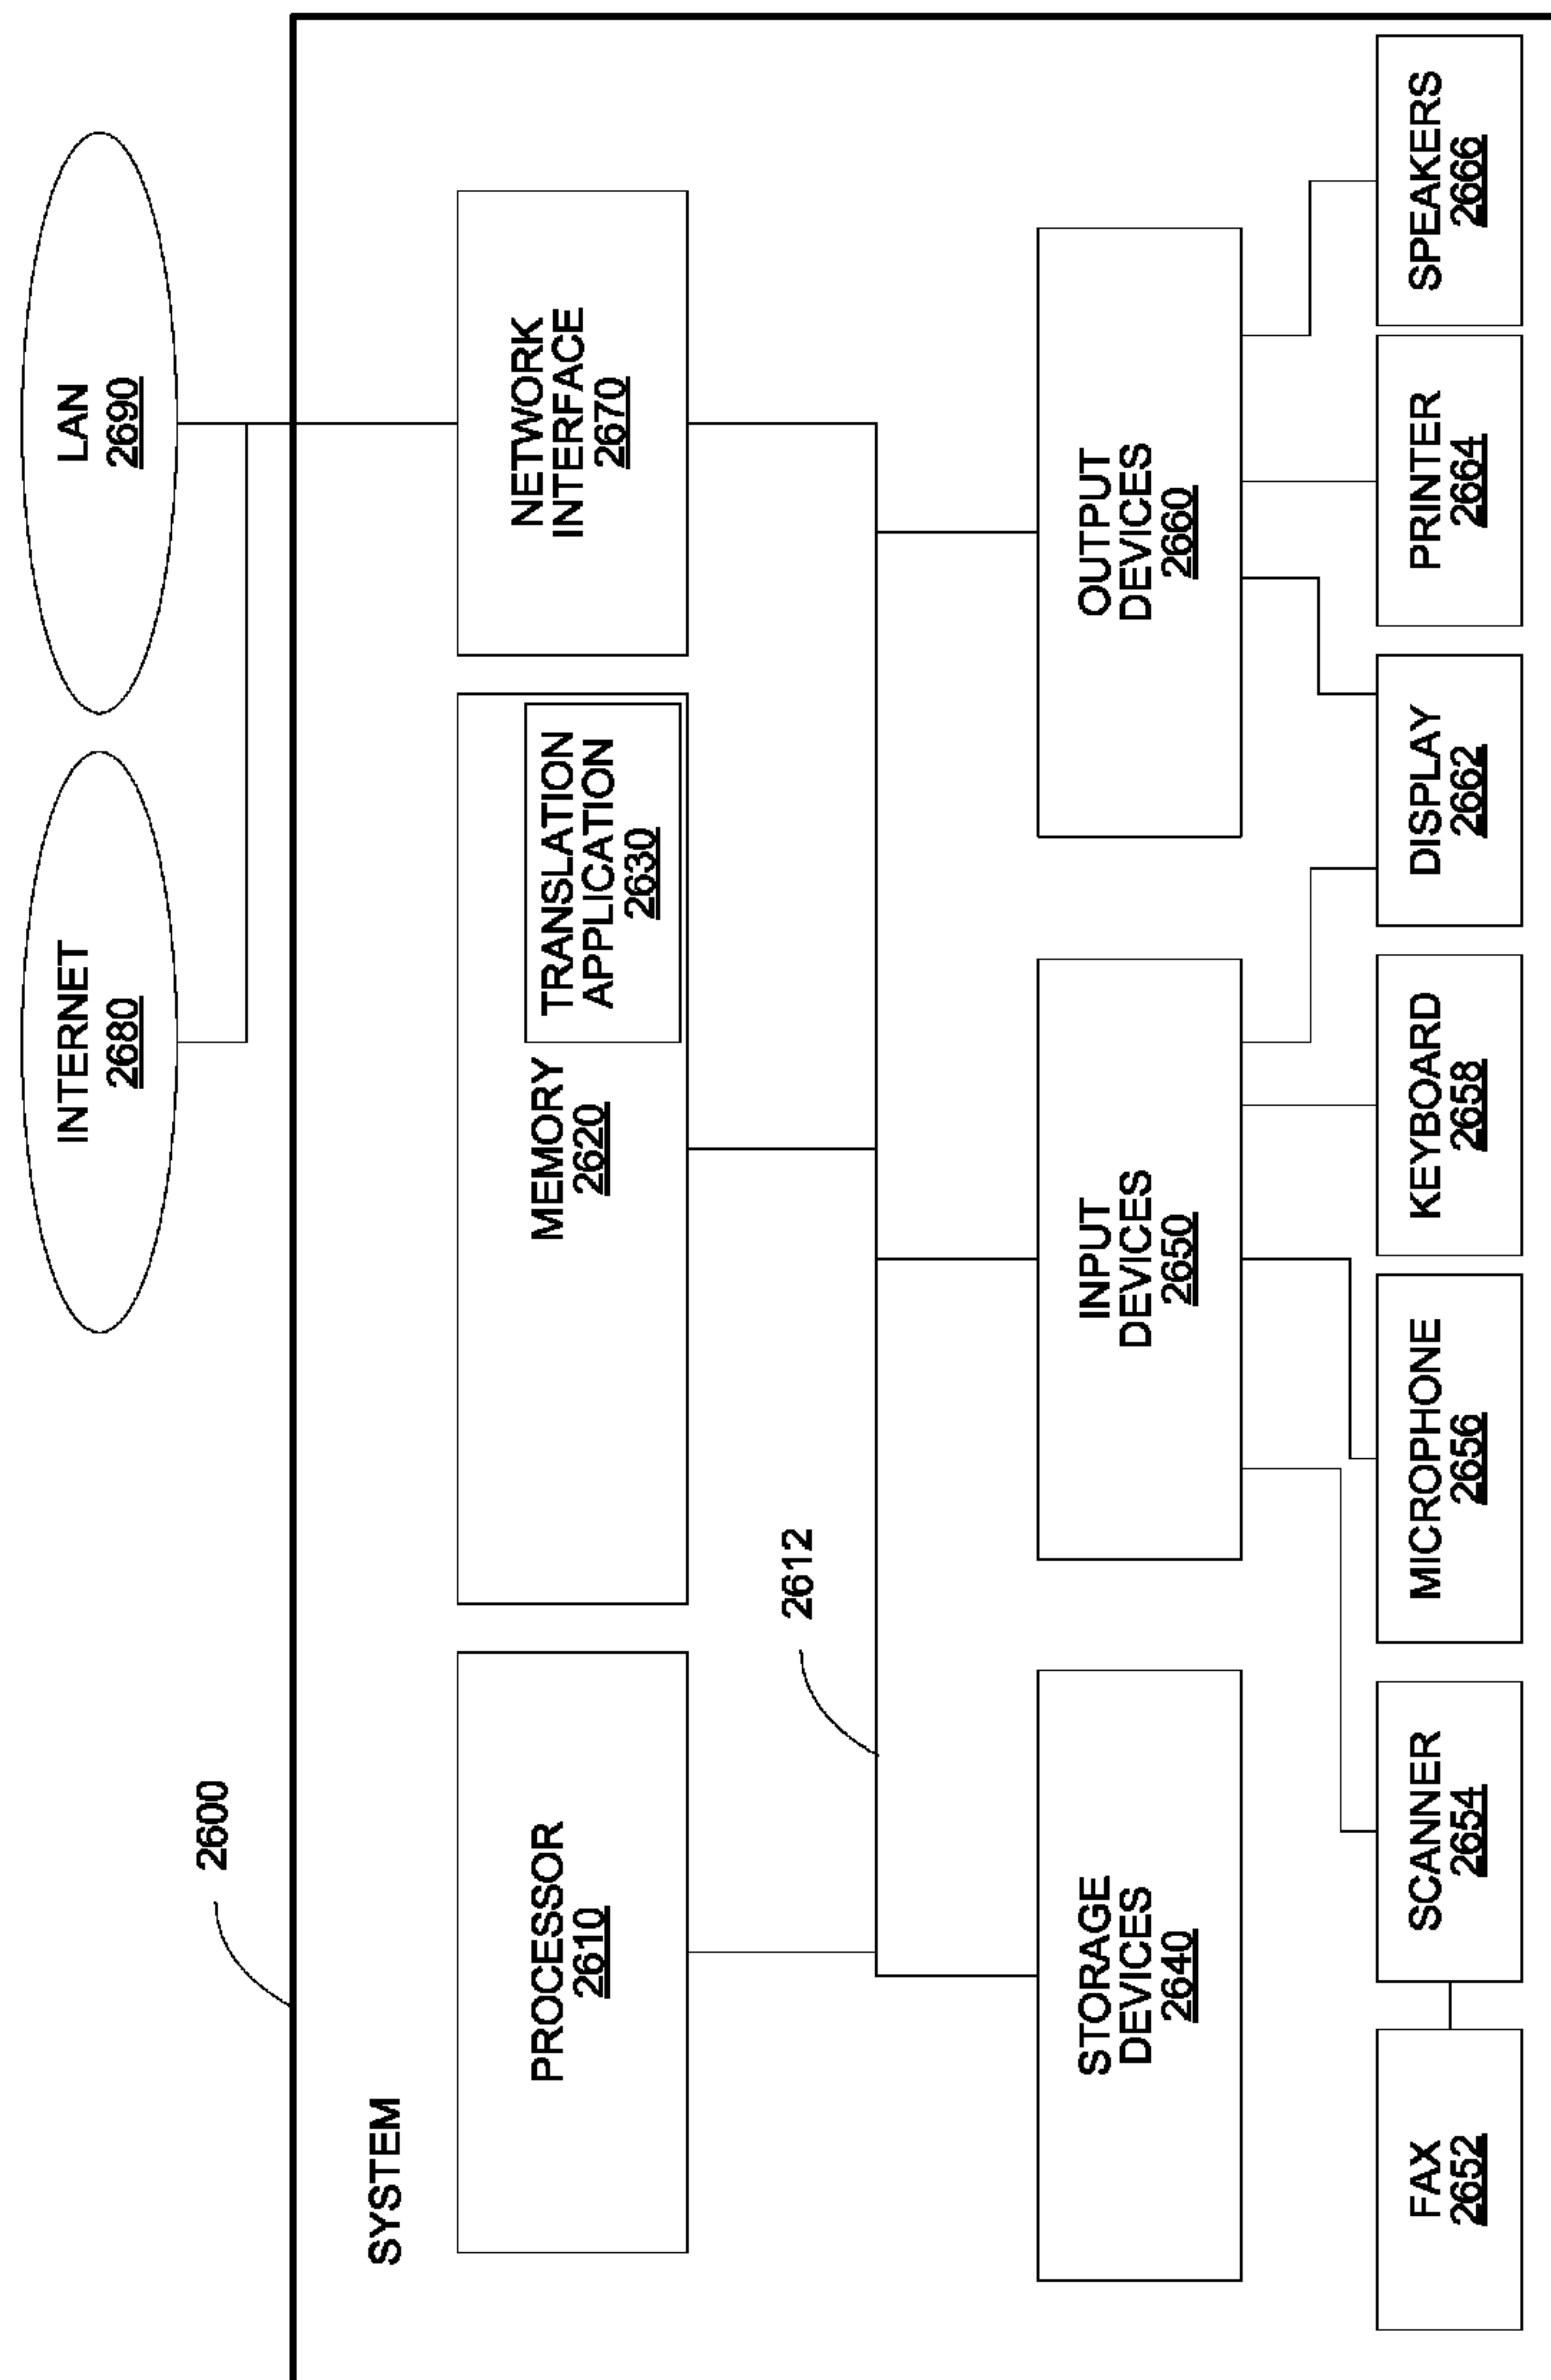 INTERNET
2680
LAN
2690
2600
SYSTEM
PROCESSOR
2610
MEMORY
2620
TRANSLATION
APPLICATION
2630
NETWORK
INTERFACE
2670
2612
STORAGE
DEVICES
2640
INPUT
DEVICES
2650
OUTPUT
DEVICES
2660
FAX
2652
SCANNER
2654
MICROPHONE
2656
KEYBOARD
2658
DISPLAY
2662
PRINTER
2664
SPEAKERS
2666